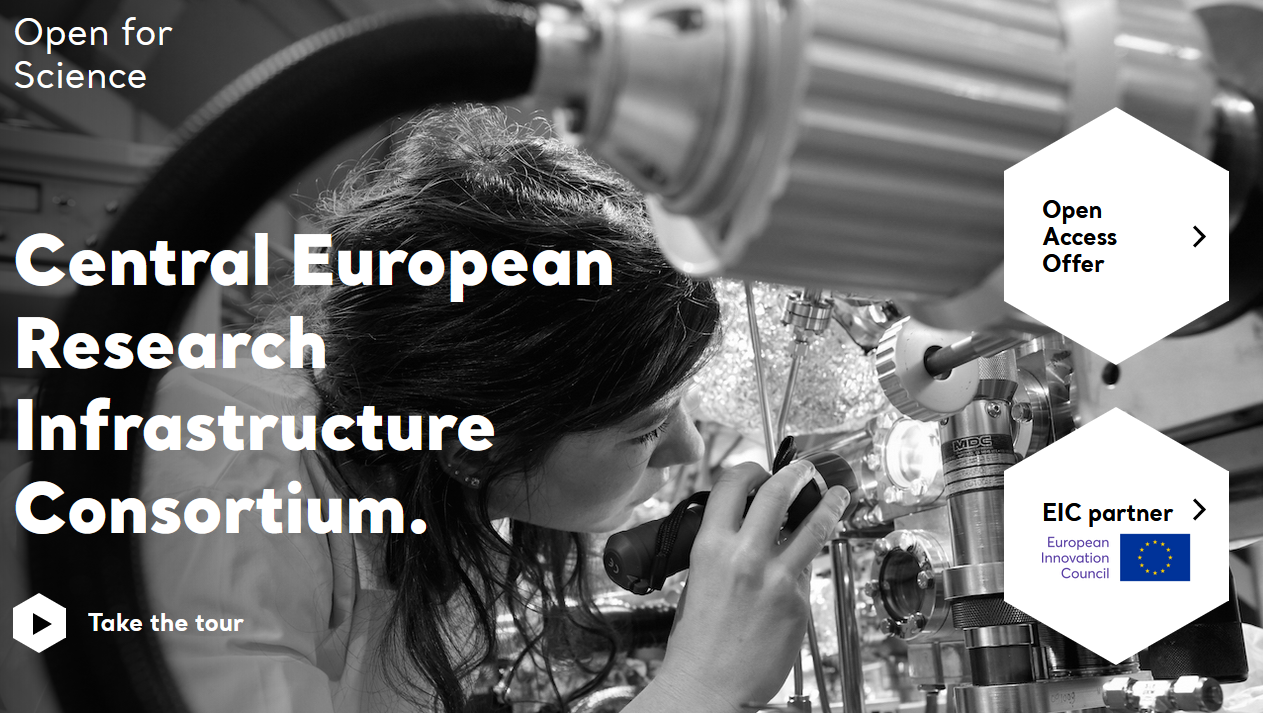 Open for
Science
Central European
Research
Infrastructure
Consortium.
Take the tour
Open
Access
Offer
EIC partner
European
Innovation
Council
MDC